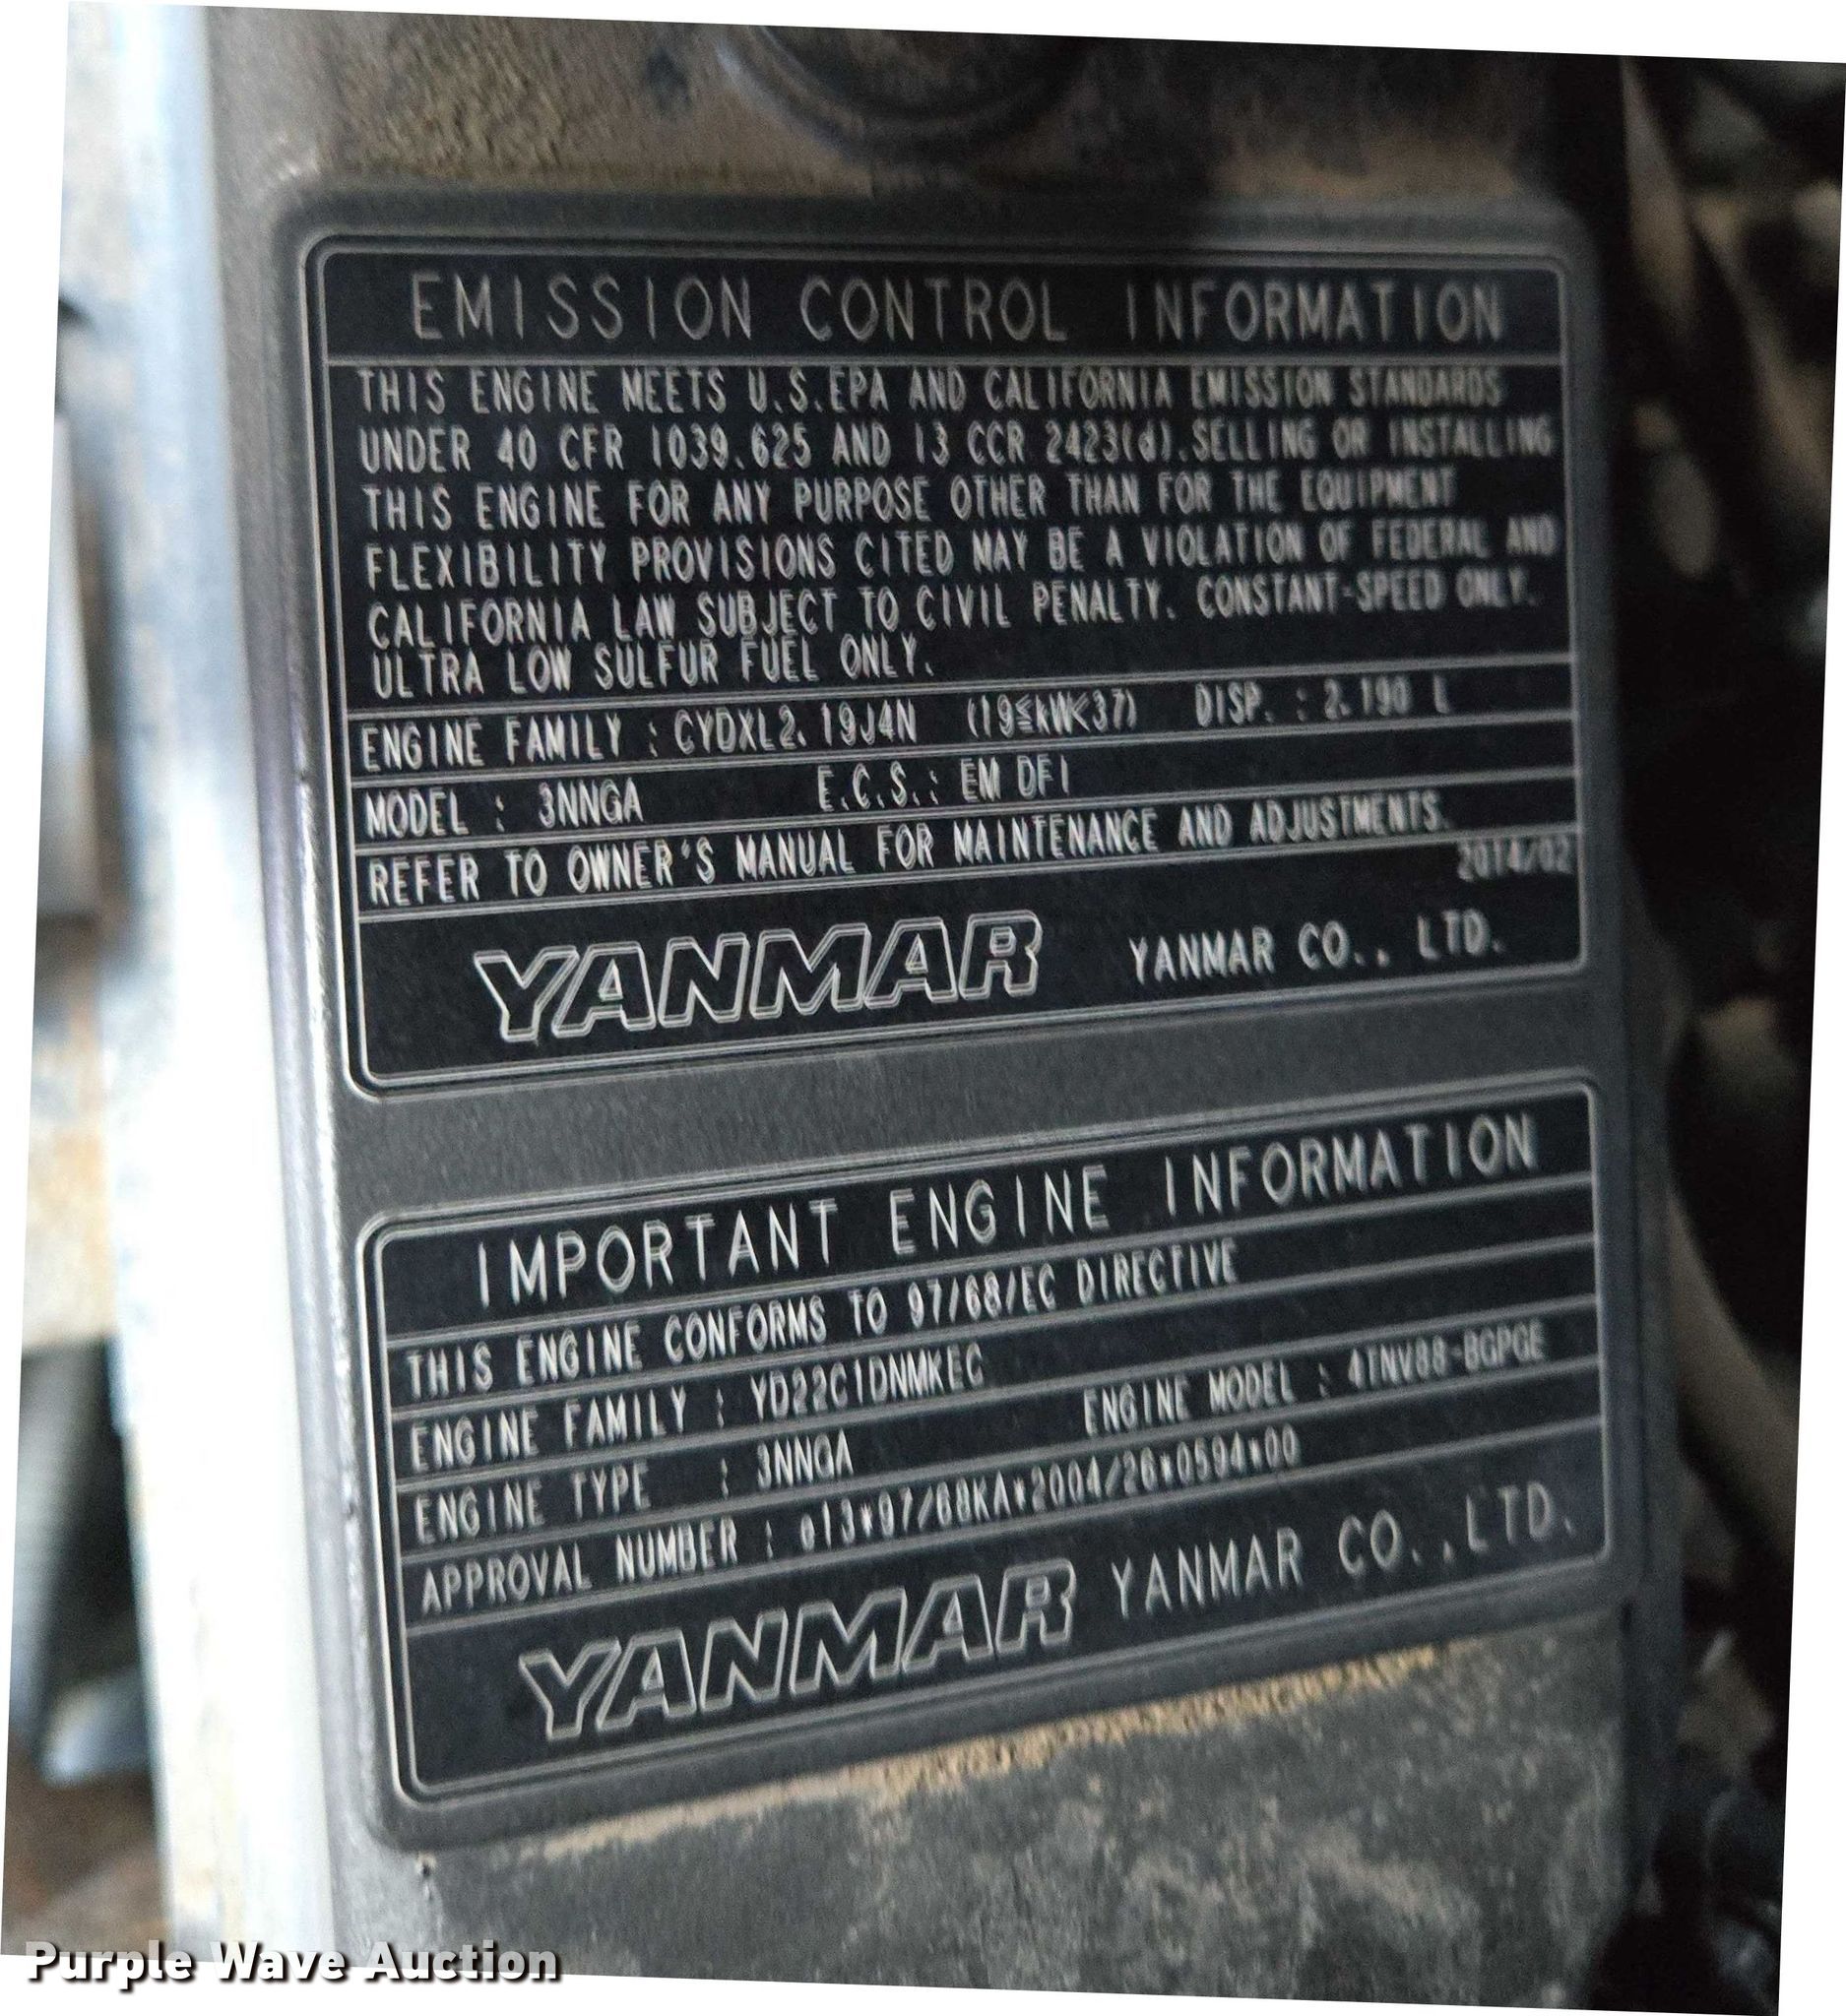 EMISSION CONTROL INFORMATION
THIS ENGINE MEETS U.S.EPA AND CALIFORNIA EMISSION STANDARDS
UNDER 40 CFR 1039.625 AND 13 CCR 2423(d).SELLING OR INSTALLING
THIS ENGINE FOR ANY PURPOSE OTHER THAN FOR THE EQUIPMENT
FLEXIBILITY PROVISIONS CITED MAY BE A VIOLATION OF FEDERAL AND
CALIFORNIA LAW SUBJECT TO CIVIL PENALTY. CONSTANT-SPEED ONLY.
ULTRA LOW SULFUR FUEL ONLY.
ENGINE FAMILY : CYDXL2.19J4N (19≦kW<37) DISP. : 2.190 L
MODEL : 3NNGA E.C.S.: EM DFI
REFER TO OWNER'S MANUAL FOR MAINTENANCE AND ADJUSTMENTS.
2014/02
YANMAR YANMAR CO., LTD.
IMPORTANT ENGINE INFORMATION
THIS ENGINE CONFORMS TO 97/68/EC DIRECTIVE
ENGINE FAMILY : YD22C1DNMKEC
ENGINE TYPE : 3NNGA ENGINE MODEL : 4TNV88-BGPGE
APPROVAL NUMBER : e13*97/68KA*2004/26*0594*00
YANMAR YANMAR CO.,LTD.
Purple Wave Auction